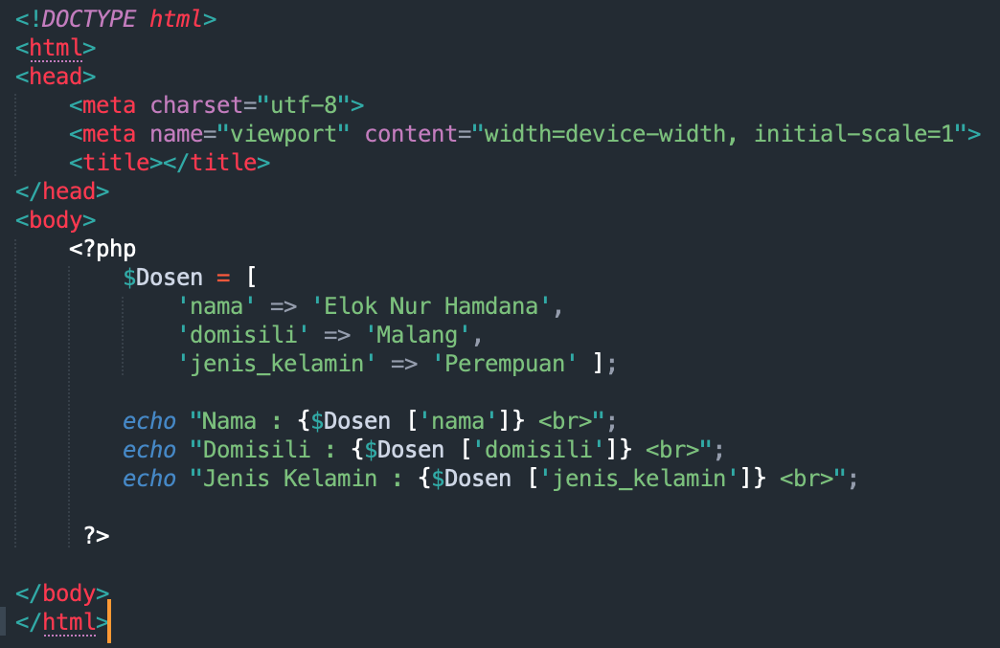 <!DOCTYPE html>
<html>
<head>
    <meta charset="utf-8">
    <meta name="viewport" content="width=device-width, initial-scale=1">
    <title></title>
</head>
<body>
    <?php
        $Dosen = [
            'nama' => 'Elok Nur Hamdana',
            'domisili' => 'Malang',
            'jenis_kelamin' => 'Perempuan' ];

        echo "Nama : {$Dosen ['nama']} <br>";
        echo "Domisili : {$Dosen ['domisili']} <br>";
        echo "Jenis Kelamin : {$Dosen ['jenis_kelamin']} <br>";

     ?>

</body>
</html>